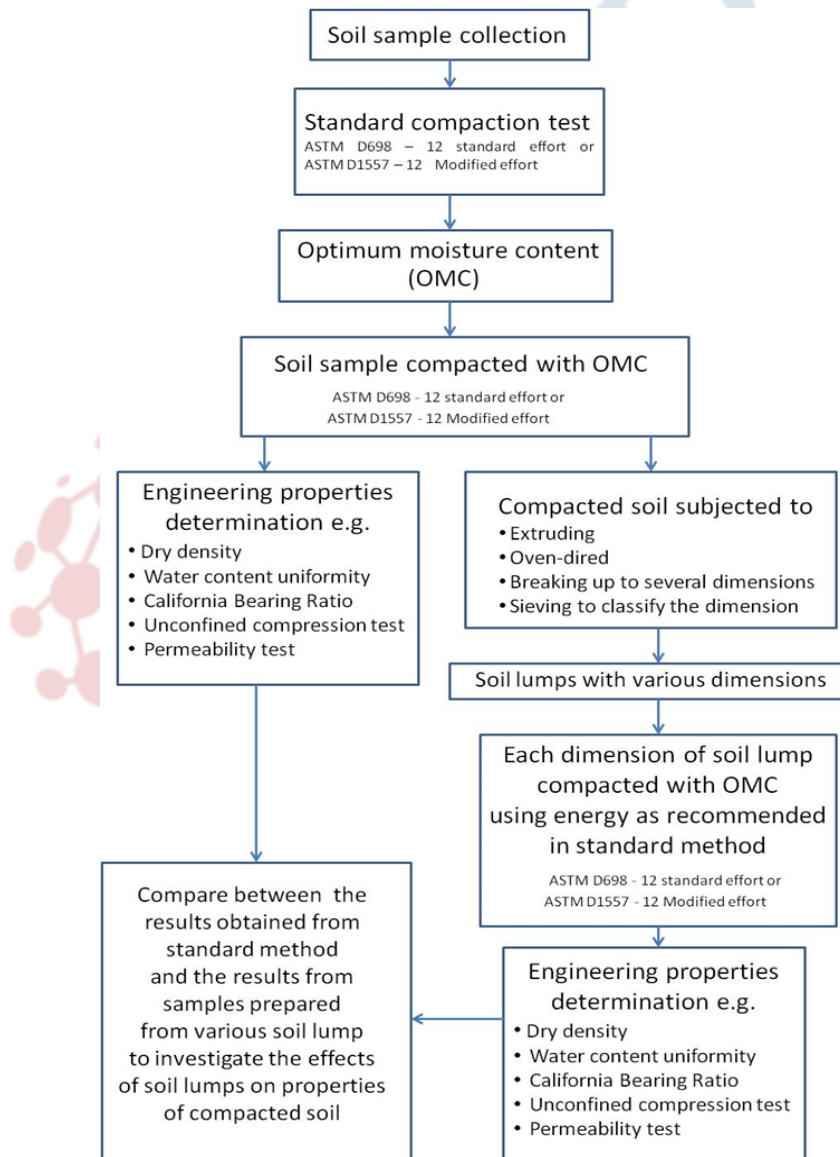 Soil sample collection
Standard compaction test
ASTM D698 – 12 standard effort or
ASTM D1557 – 12 Modified effort
Optimum moisture content
(OMC)
Soil sample compacted with OMC
ASTM D698 - 12 standard effort or
ASTM D1557 - 12 Modified effort
Engineering properties
determination e.g.
• Dry density
• Water content uniformity
• California Bearing Ratio
• Unconfined compression test
• Permeability test
Compacted soil subjected to
• Extruding
• Oven-dired
• Breaking up to several dimensions
• Sieving to classify the dimension
Soil lumps with various dimensions
Each dimension of soil lump
compacted with OMC
using energy as recommended
in standard method
ASTM D698 - 12 standard effort or
ASTM D1557 - 12 Modified effort
Engineering properties
determination e.g.
• Dry density
• Water content uniformity
• California Bearing Ratio
• Unconfined compression test
• Permeability test
Compare between the
results obtained from
standard method
and the results from
samples prepared
from various soil lump
to investigate the effects
of soil lumps on properties
of compacted soil